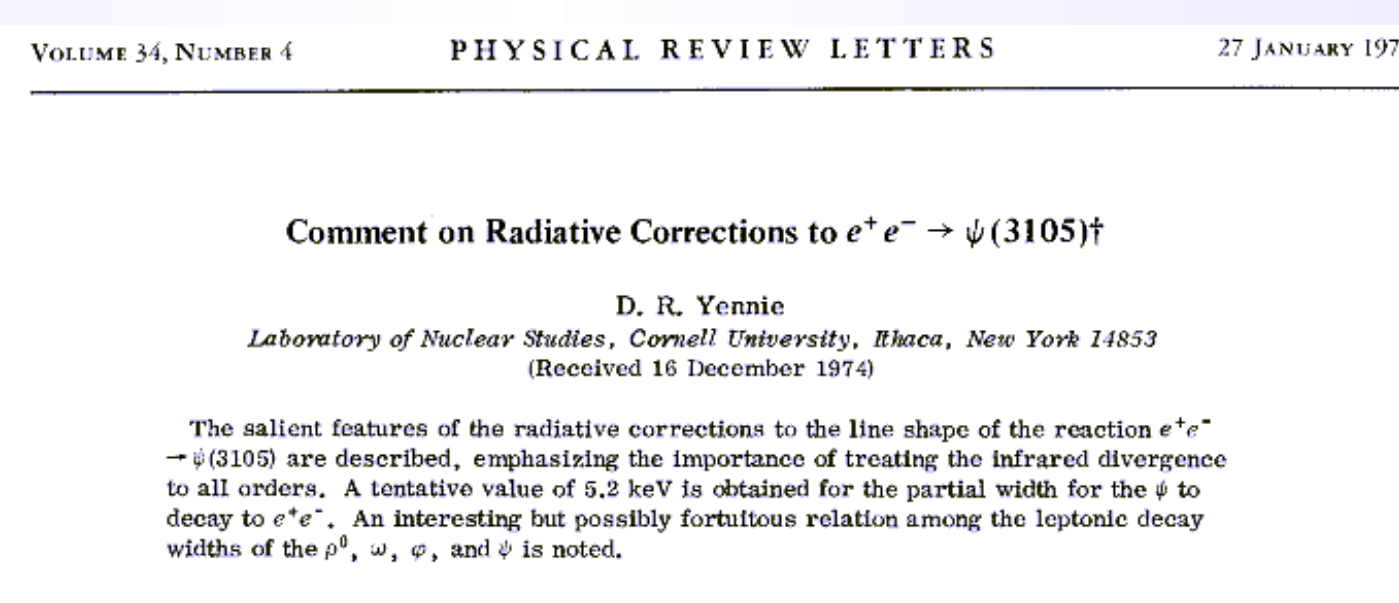 VOLUME 34, NUMBER 4 PHYSICAL REVIEW LETTERS 27 JANUARY 197
Comment on Radiative Corrections to e⁺e⁻ → ψ(3105)†
D. R. Yennie
Laboratory of Nuclear Studies, Cornell University, Ithaca, New York 14853
(Received 16 December 1974)
The salient features of the radiative corrections to the line shape of the reaction e⁺e⁻
→ψ(3105) are described, emphasizing the importance of treating the infrared divergence
to all orders. A tentative value of 5.2 keV is obtained for the partial width for the ψ to
decay to e⁺e⁻. An interesting but possibly fortuitous relation among the leptonic decay
widths of the ρ⁰, ω, φ, and ψ is noted.